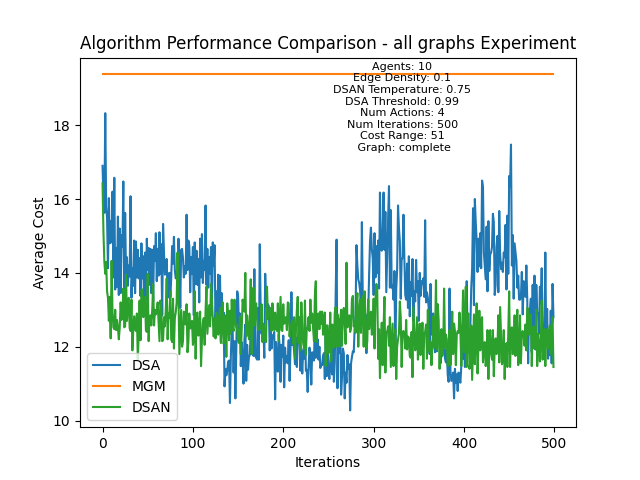 Algorithm Performance Comparison - all graphs Experiment
Agents: 10
Edge Density: 0.1
DSAN Temperature: 0.75
DSA Threshold: 0.99
Num Actions: 4
Num Iterations: 500
Cost Range: 51
Graph: complete
Average Cost
18
16
14
12
10
DSA
MGM
DSAN
0
100
200
300
400
500
Iterations